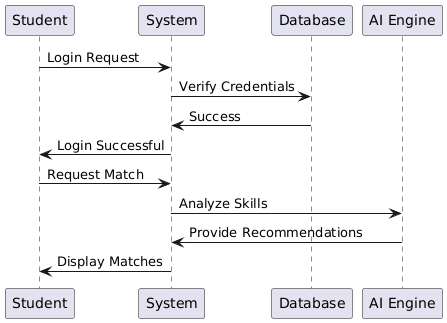 Student System Database AI Engine
Login Request
Verify Credentials
Success
Login Successful
Request Match
Analyze Skills
Provide Recommendations
Display Matches
Student System Database AI Engine